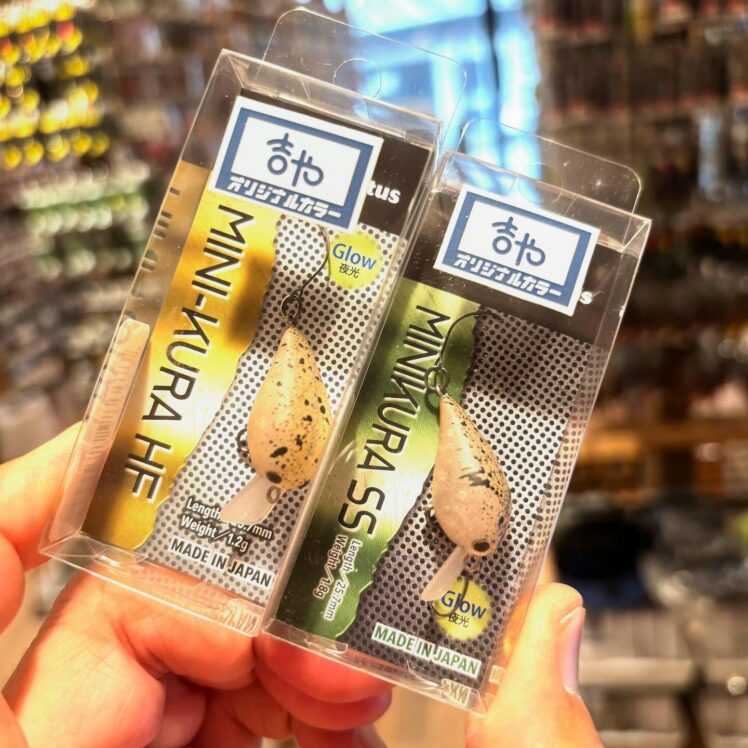 吉や
オリジナルカラー
tus
Glow
夜光
MINI-KURA HF
Weight/1.2g
MADE IN JAPAN
吉や
オリジナルカラー
s
MINIKURA SS
Length 25.7mm
Weight 1.8g
Glow
夜光
MADE IN JAPAN